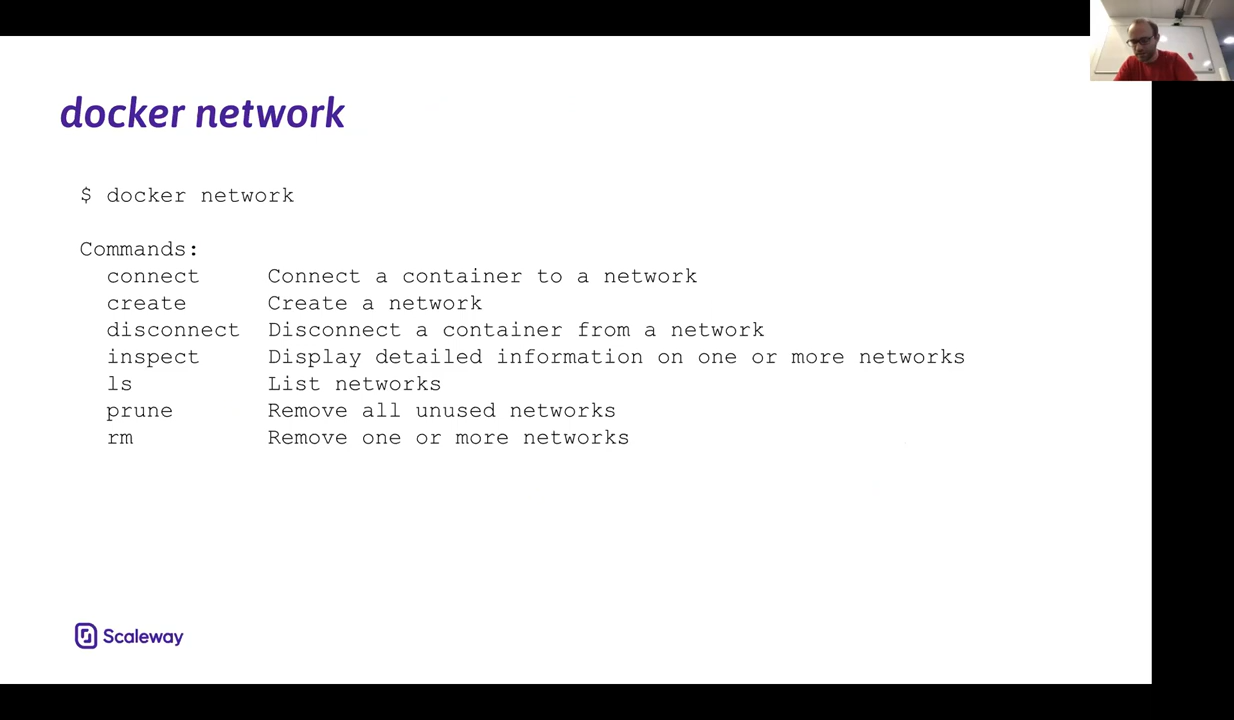 docker network
$ docker network
Commands:
connect Connect a container to a network
create Create a network
disconnect Disconnect a container from a network
inspect Display detailed information on one or more networks
ls List networks
prune Remove all unused networks
rm Remove one or more networks
Scaleway